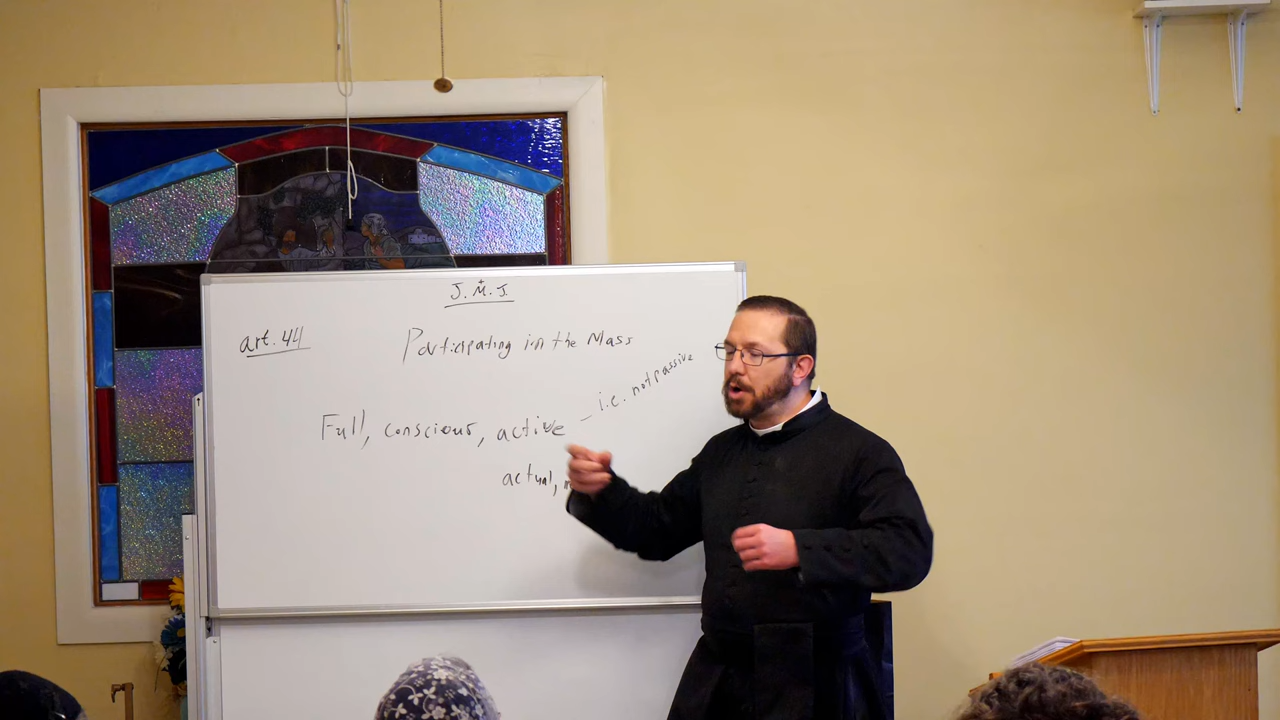 J.M.J.
art. 44
Participating in the Mass
Full, conscious, active - i.e. not passive
actual,